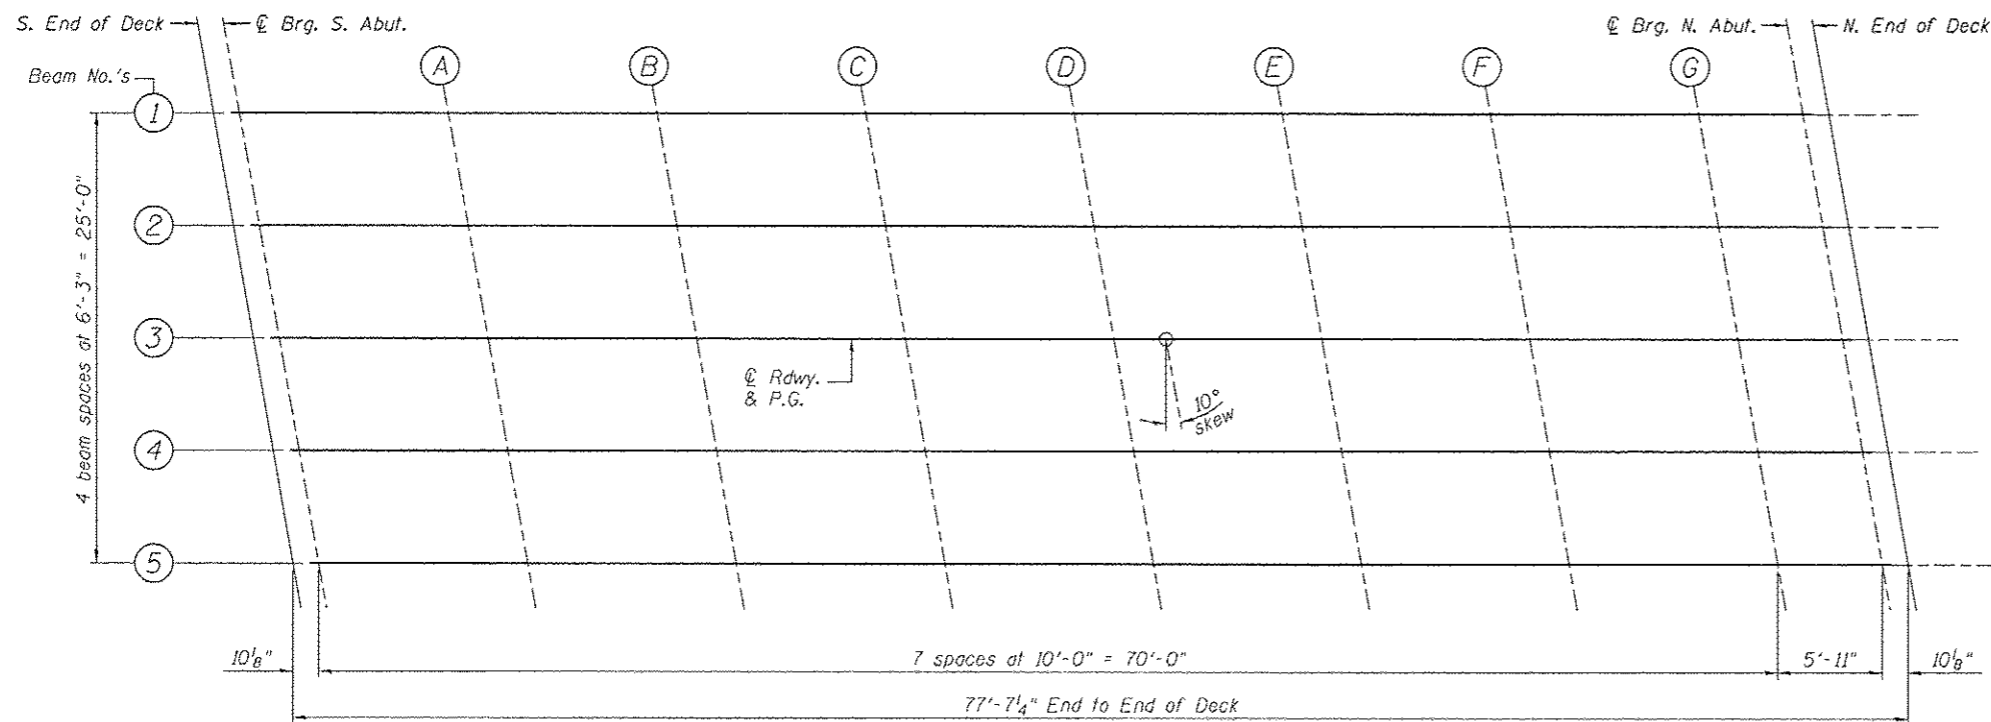 S. End of Deck
℄ Brg. S. Abut.
℄ Brg. N. Abut.
N. End of Deck
Beam No.'s
A
B
C
D
E
F
G
1
2
3
4
5
4 beam spaces at 6'-3" = 25'-0"
℄ Rdwy.
& P.G.
10°
skew
10⅛"
7 spaces at 10'-0" = 70'-0"
5'-11"
10⅛"
77'-7¼" End to End of Deck